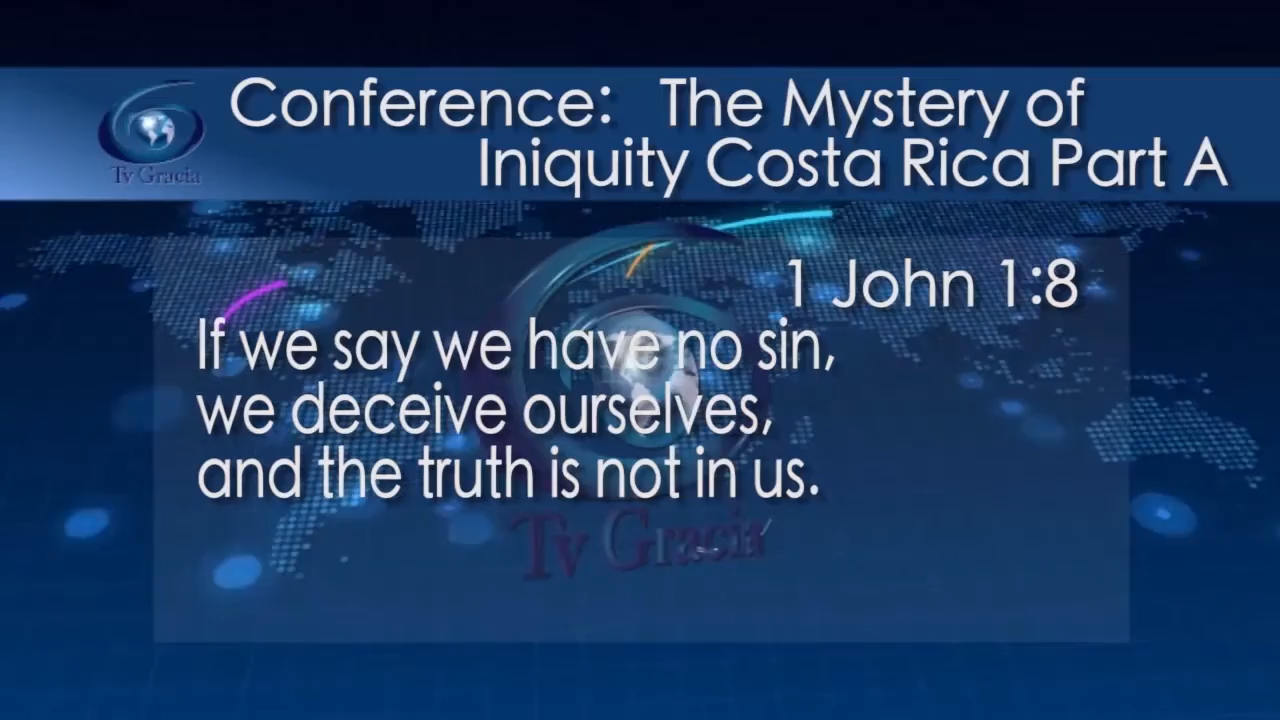 Conference: The Mystery of
Iniquity Costa Rica Part A
Tv Gracia
1 John 1:8
If we say we have no sin,
we deceive ourselves,
and the truth is not in us.
Tv Gracia